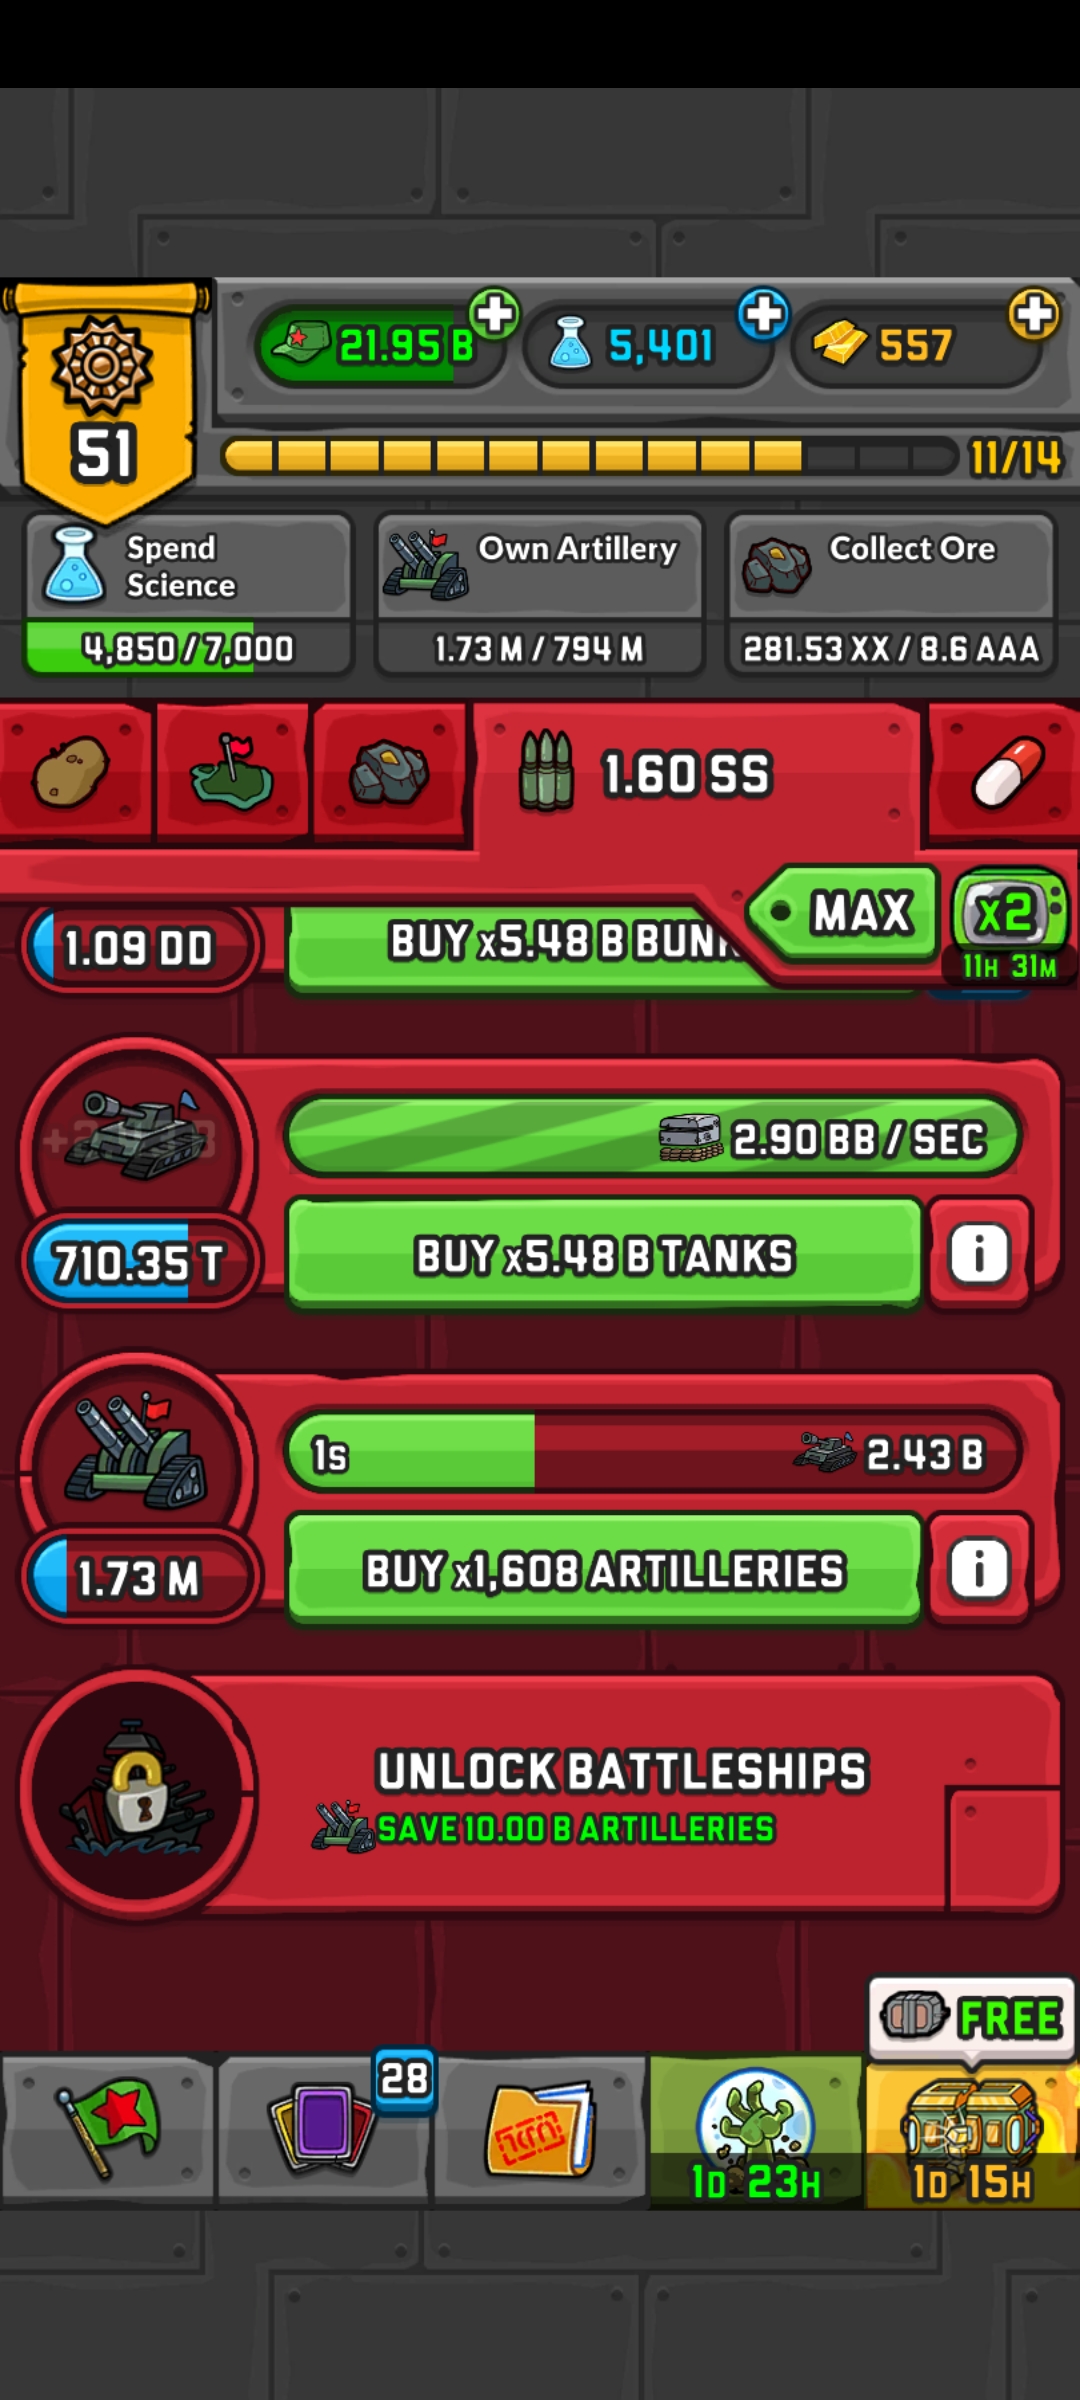 21.95 B
5,401
557
51
11/14
Spend
Science
Own Artillery
Collect Ore
4,850/7,000
1.73 M / 794 M
281.53 XX / 8.6 AAA
1.60 SS
MAX
x2
11H 31M
1.09 DD
BUY x5.48 B BUN
2.90 BB / SEC
710.35 T
BUY x5.48 B TANKS
1s
2.43 B
1.73 M
BUY x1,608 ARTILLERIES
UNLOCK BATTLESHIPS
SAVE 10.00 B ARTILLERIES
FREE
28
1D 23H
1D 15H